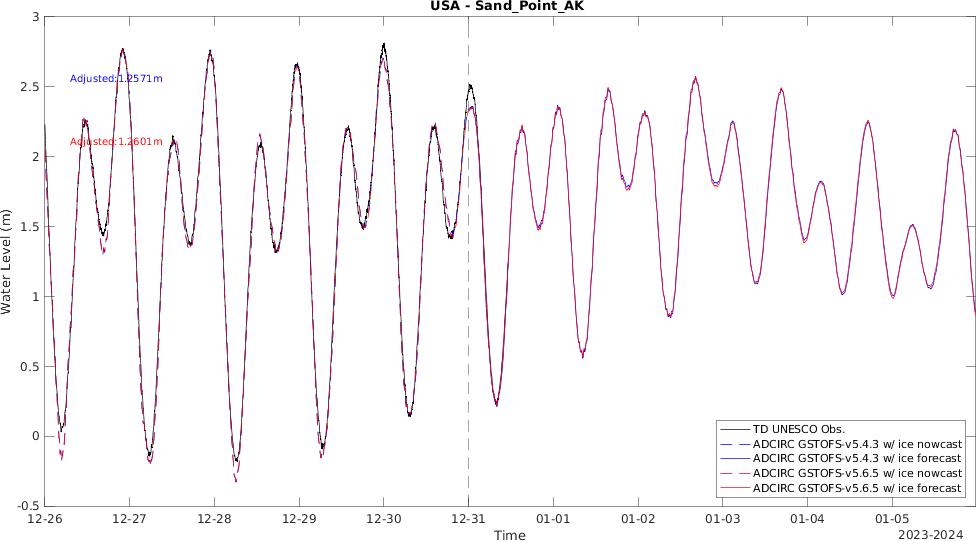 USA - Sand_Point_AK
3
2.5
2
1.5
1
0.5
0
-0.5
Water Level (m)
Adjusted:1.2571m
Adjusted:1.2601m
TD UNESCO Obs.
ADCIRC GSTOFS-v5.4.3 w/ ice nowcast
ADCIRC GSTOFS-v5.4.3 w/ ice forecast
ADCIRC GSTOFS-v5.6.5 w/ ice nowcast
ADCIRC GSTOFS-v5.6.5 w/ ice forecast
12-26 12-27 12-28 12-29 12-30 12-31 01-01 01-02 01-03 01-04 01-05
Time
2023-2024